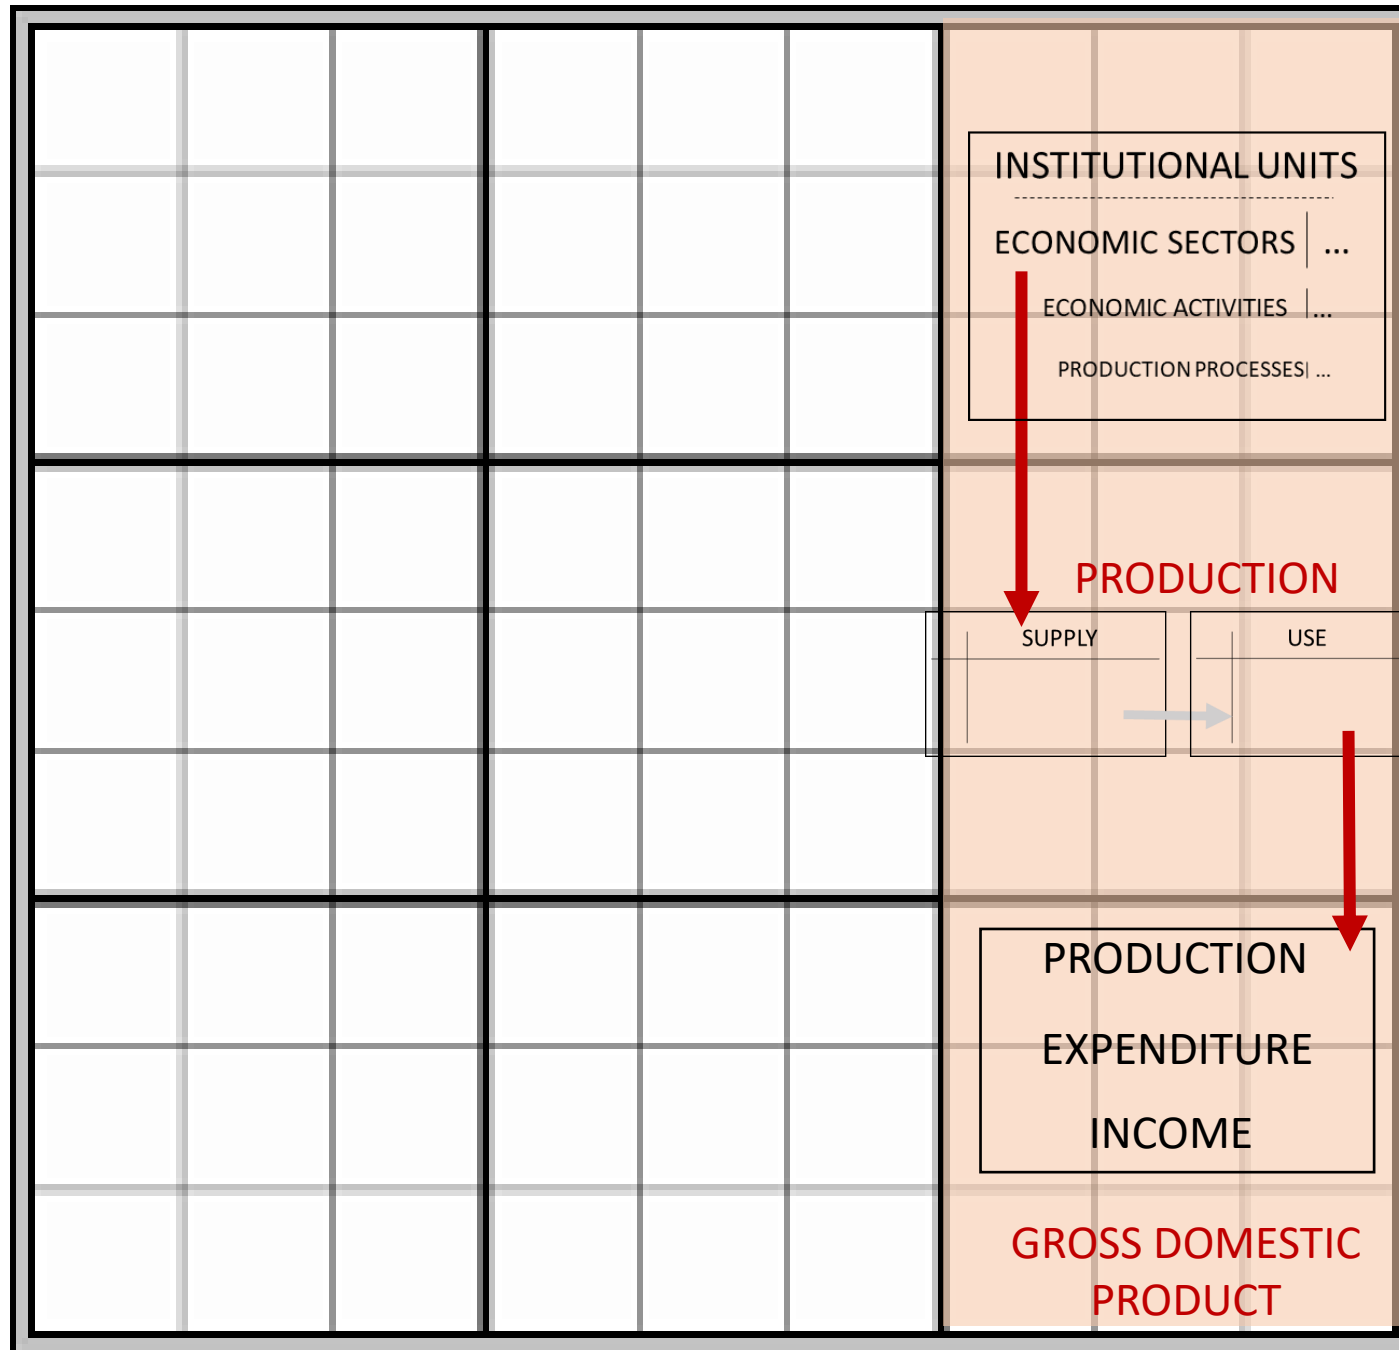 INSTITUTIONAL UNITS
ECONOMIC SECTORS | ...
ECONOMIC ACTIVITIES | ...
PRODUCTION PROCESSES| ...
PRODUCTION
SUPPLY
USE
PRODUCTION
EXPENDITURE
INCOME
GROSS DOMESTIC
PRODUCT